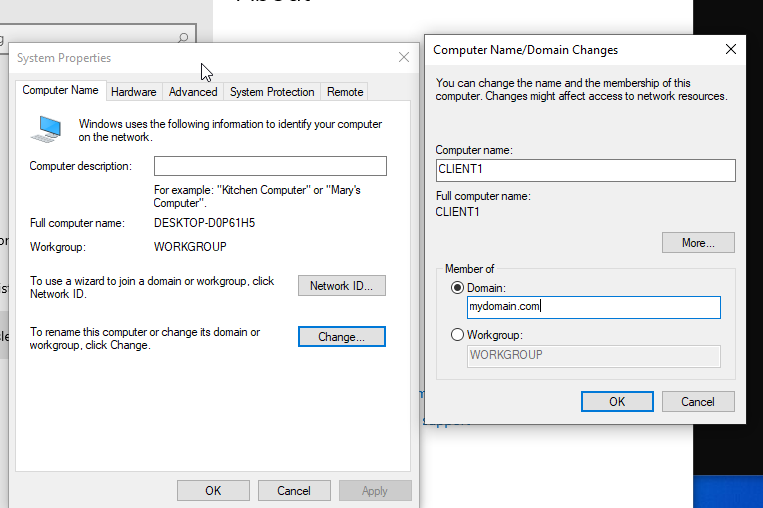 About
System Properties
Computer Name
Hardware
Advanced
System Protection
Remote
Windows uses the following information to identify your computer
on the network.
Computer description:
For example: "Kitchen Computer" or "Mary's
Computer".
Full computer name:
DESKTOP-D0P61H5
Workgroup:
WORKGROUP
To use a wizard to join a domain or workgroup, click
Network ID.
Network ID...
To rename this computer or change its domain or
workgroup, click Change.
Change...
OK
Cancel
Apply
Computer Name/Domain Changes
You can change the name and the membership of this
computer. Changes might affect access to network resources.
Computer name:
CLIENT1
Full computer name:
CLIENT1
More...
Member of
Domain:
mydomain.com
Workgroup:
WORKGROUP
OK
Cancel